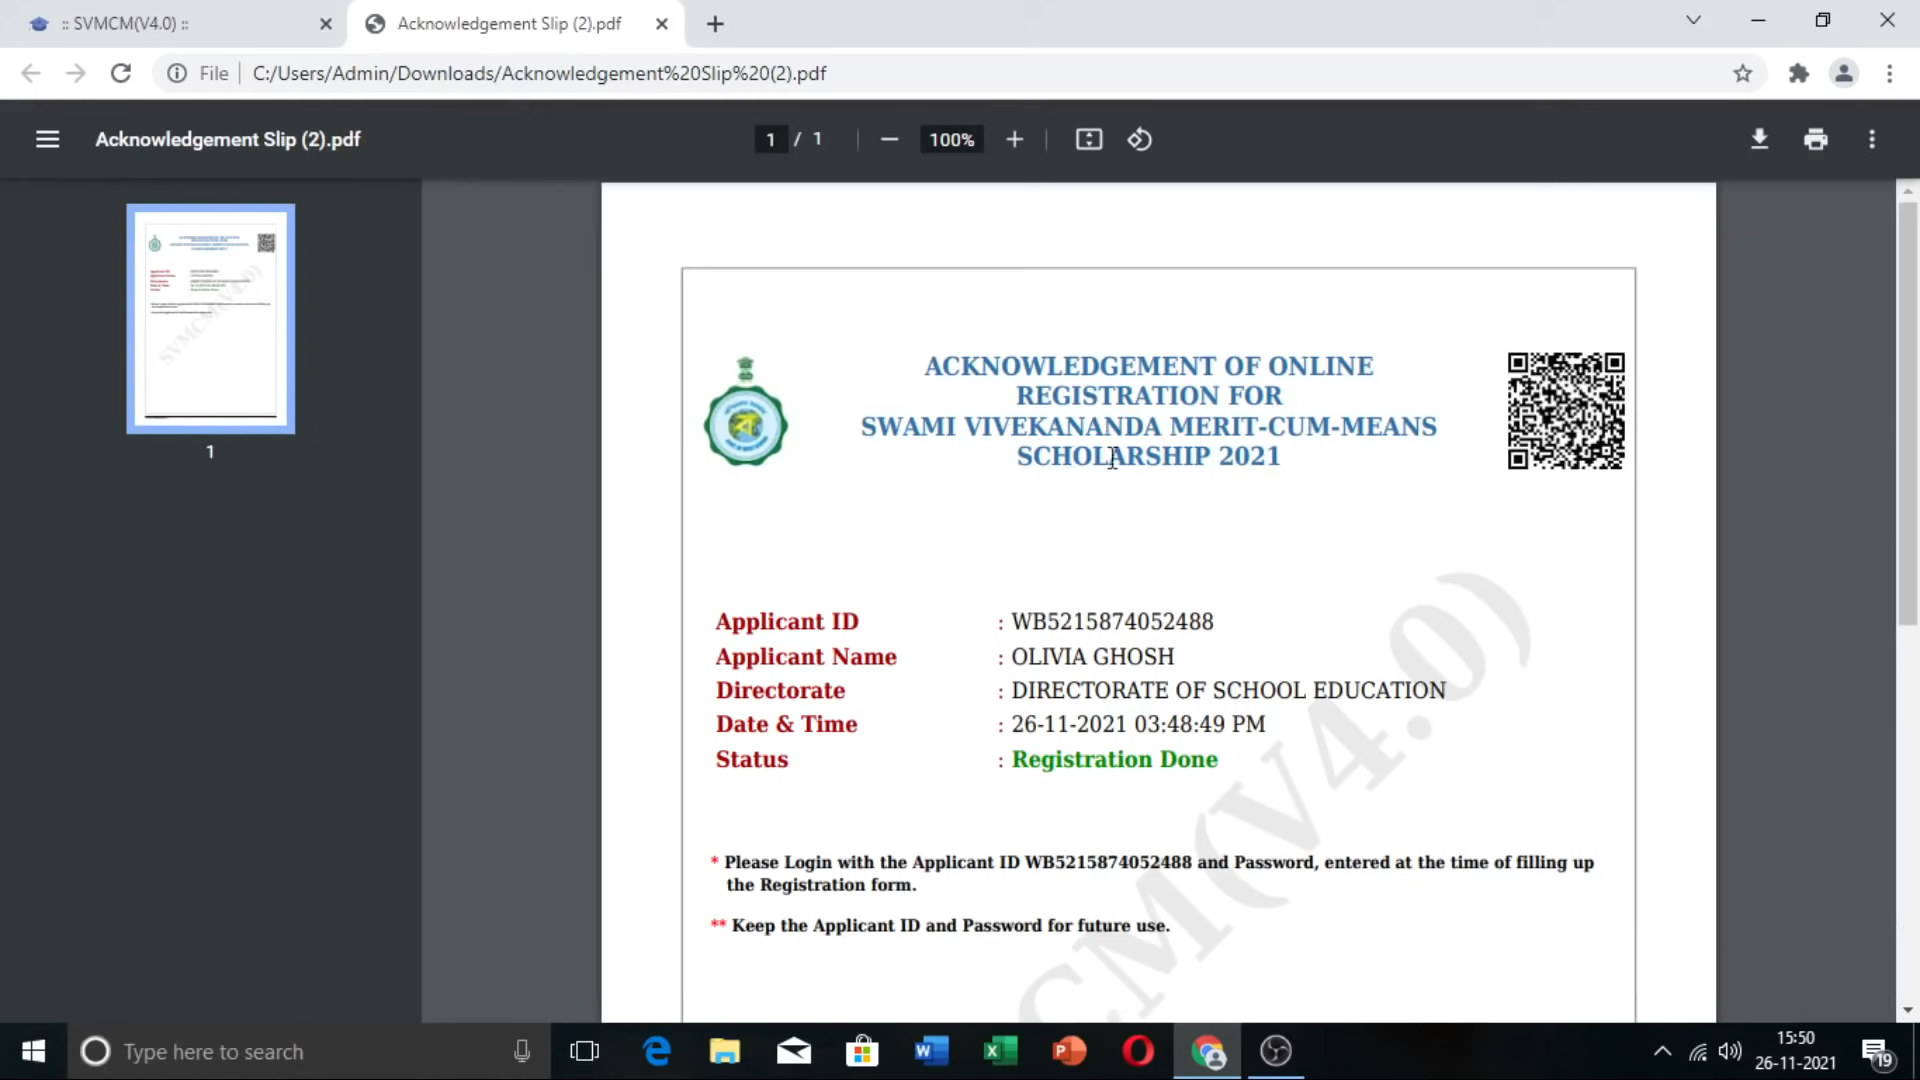 :: SVMCM(V4.0) ::
Acknowledgement Slip (2).pdf
File
C:/Users/Admin/Downloads/Acknowledgement%20Slip%20(2).pdf
Acknowledgement Slip (2).pdf
1 / 1
100%
1
ACKNOWLEDGEMENT OF ONLINE
REGISTRATION FOR
SWAMI VIVEKANANDA MERIT-CUM-MEANS
SCHOLARSHIP 2021
Applicant ID : WB5215874052488
Applicant Name : OLIVIA GHOSH
Directorate : DIRECTORATE OF SCHOOL EDUCATION
Date & Time : 26-11-2021 03:48:49 PM
Status : Registration Done
* Please Login with the Applicant ID WB5215874052488 and Password, entered at the time of filling up
the Registration form.
** Keep the Applicant ID and Password for future use.
CM(V4.0)
SVMCM(V4.0)
Type here to search
15:50
26-11-2021
19